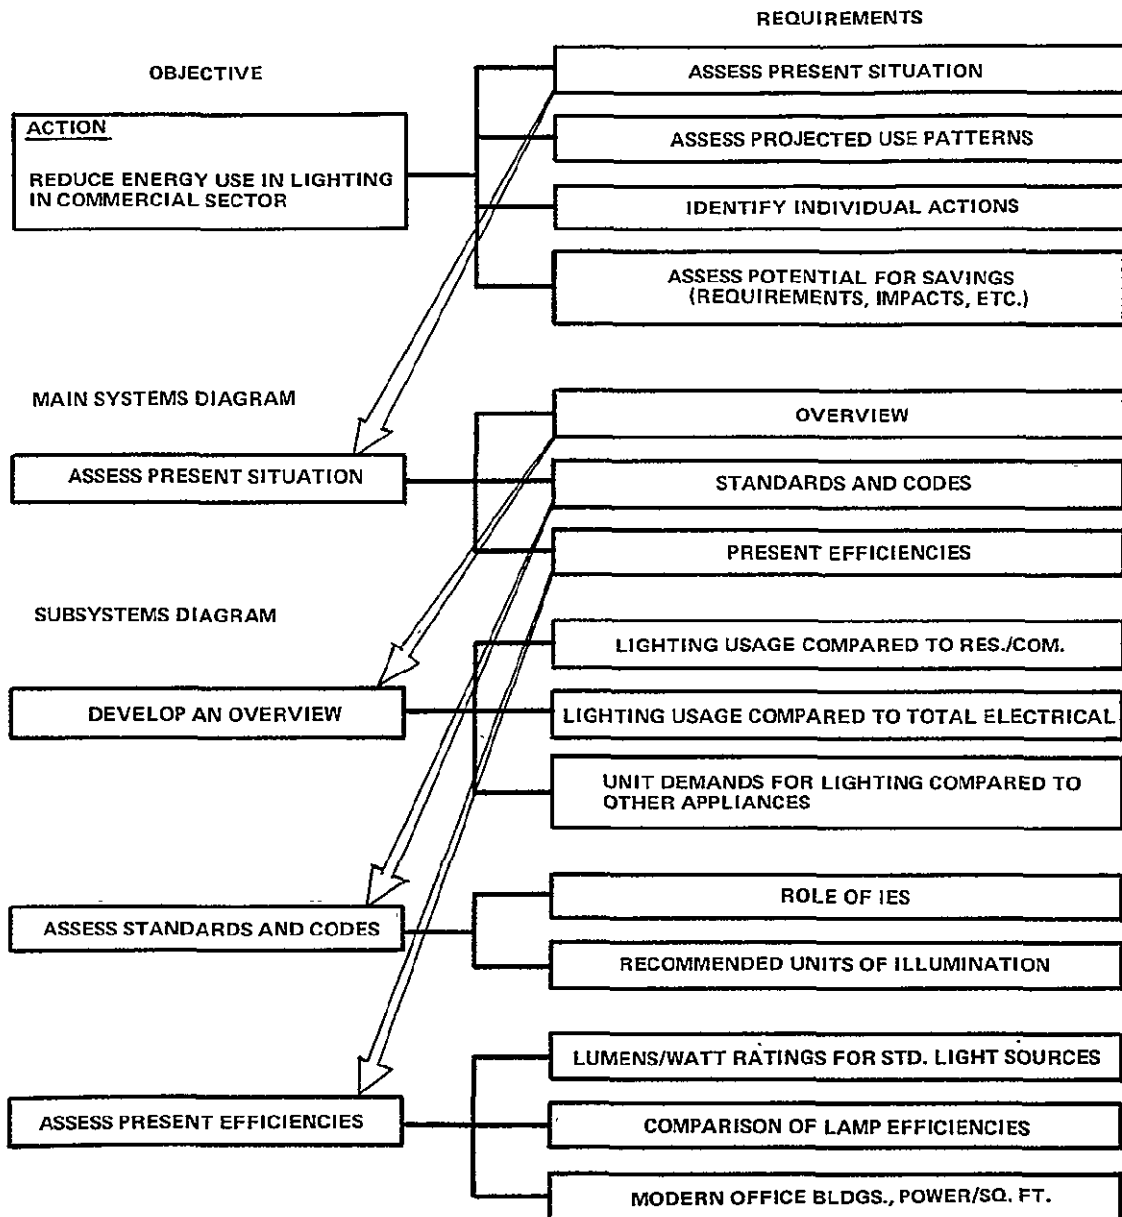 REQUIREMENTS
OBJECTIVE
ACTION
REDUCE ENERGY USE IN LIGHTING
IN COMMERCIAL SECTOR
ASSESS PRESENT SITUATION
ASSESS PROJECTED USE PATTERNS
IDENTIFY INDIVIDUAL ACTIONS
ASSESS POTENTIAL FOR SAVINGS
(REQUIREMENTS, IMPACTS, ETC.)
MAIN SYSTEMS DIAGRAM
ASSESS PRESENT SITUATION
OVERVIEW
STANDARDS AND CODES
PRESENT EFFICIENCIES
SUBSYSTEMS DIAGRAM
DEVELOP AN OVERVIEW
LIGHTING USAGE COMPARED TO RES./COM.
LIGHTING USAGE COMPARED TO TOTAL ELECTRICAL
UNIT DEMANDS FOR LIGHTING COMPARED TO
OTHER APPLIANCES
ASSESS STANDARDS AND CODES
ROLE OF IES
RECOMMENDED UNITS OF ILLUMINATION
ASSESS PRESENT EFFICIENCIES
LUMENS/WATT RATINGS FOR STD. LIGHT SOURCES
COMPARISON OF LAMP EFFICIENCIES
MODERN OFFICE BLDGS., POWER/SQ. FT.